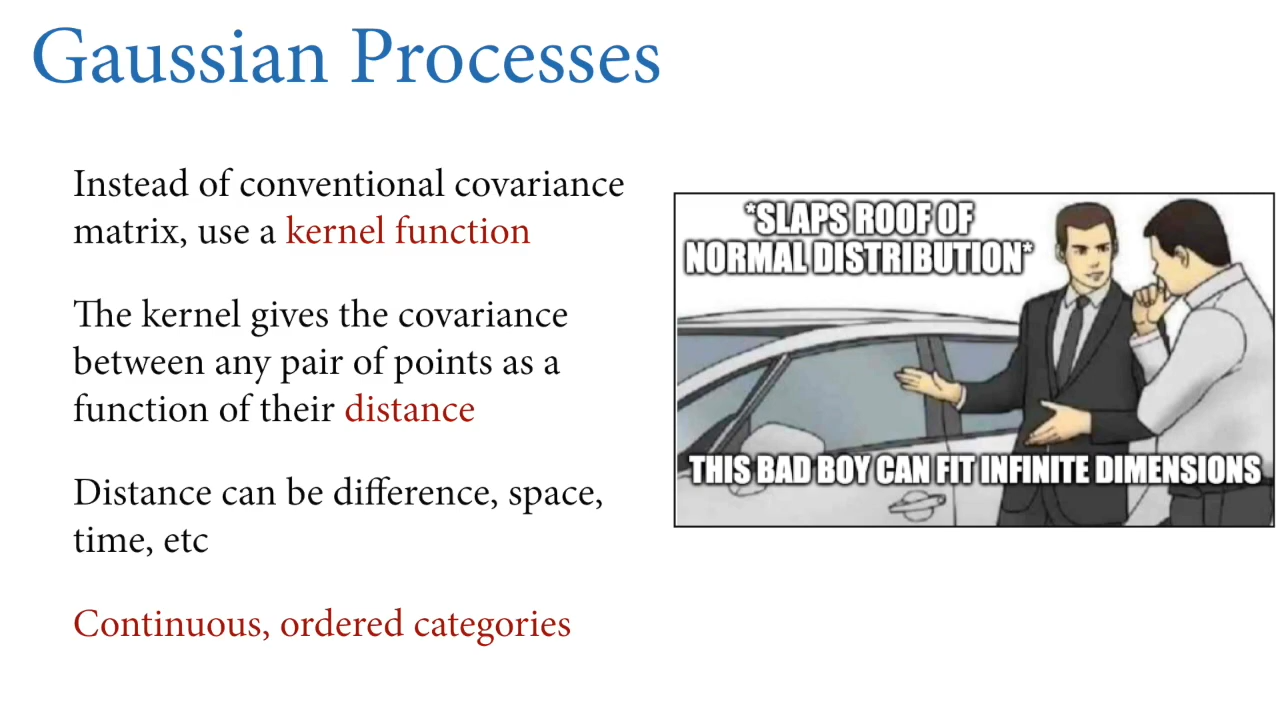 Gaussian Processes
Instead of conventional covariance
matrix, use a kernel function
The kernel gives the covariance
between any pair of points as a
function of their distance
Distance can be difference, space,
time, etc
Continuous, ordered categories
*SLAPS ROOF OF
NORMAL DISTRIBUTION*
THIS BAD BOY CAN FIT INFINITE DIMENSIONS